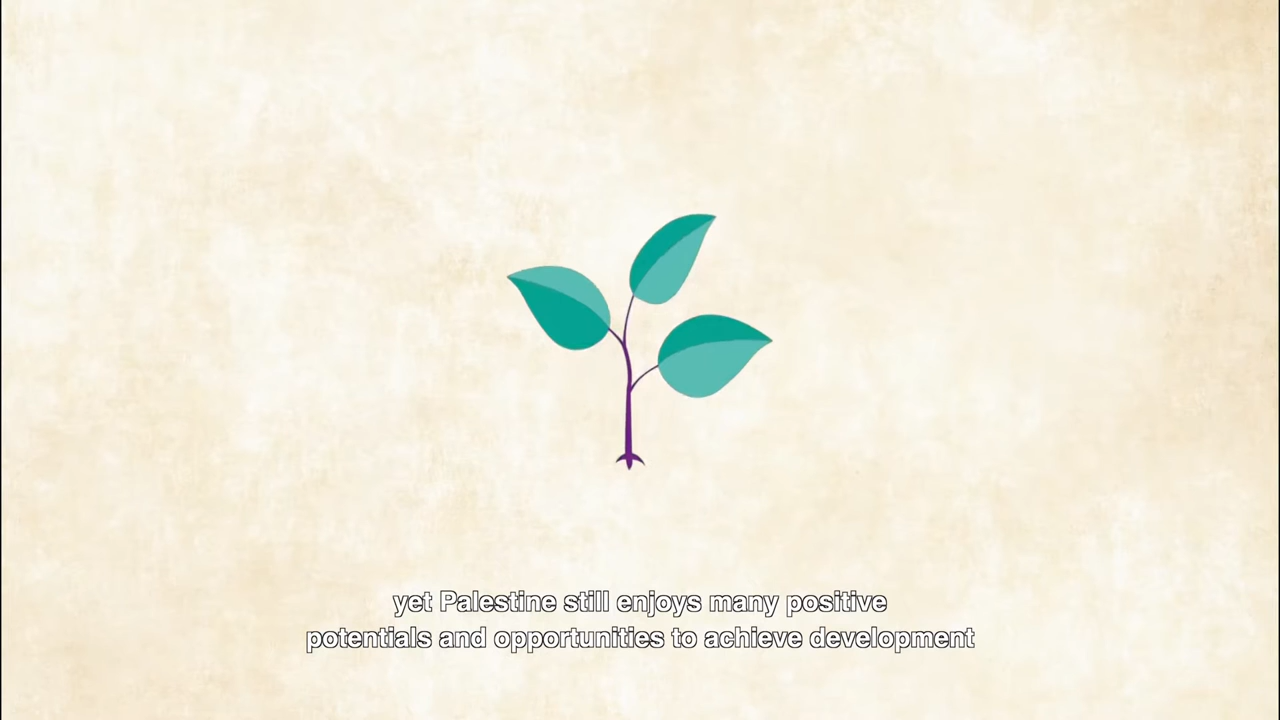 yet Palestine still enjoys many positive
potentials and opportunities to achieve development